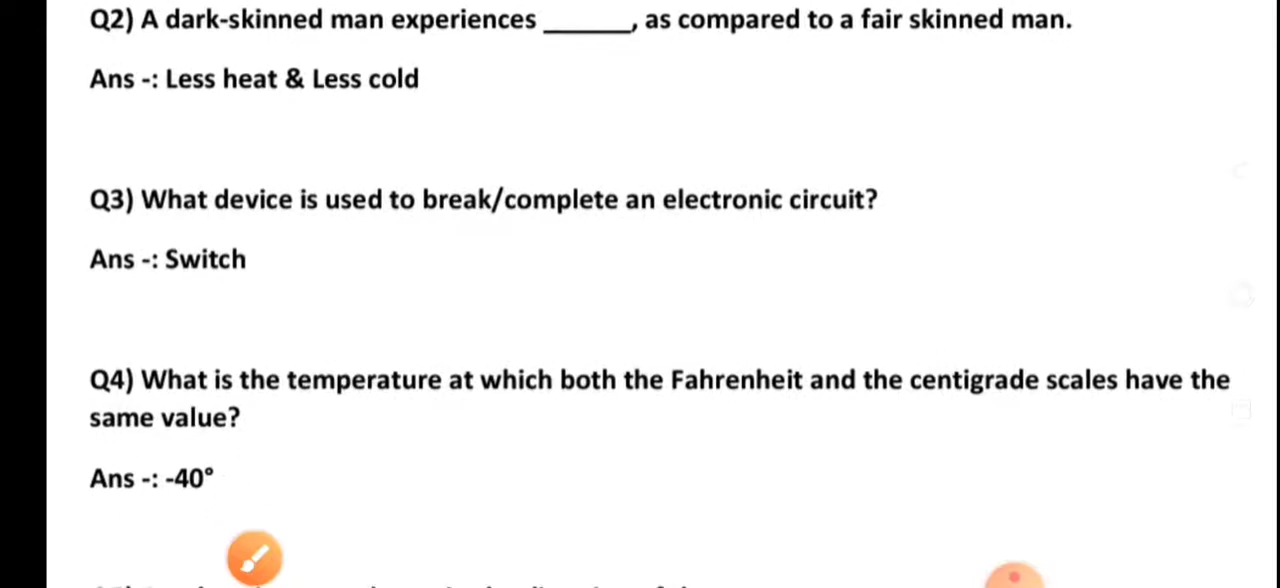 Q2) A dark-skinned man experiences ______, as compared to a fair skinned man.
Ans -: Less heat & Less cold
Q3) What device is used to break/complete an electronic circuit?
Ans -: Switch
Q4) What is the temperature at which both the Fahrenheit and the centigrade scales have the
same value?
Ans -: -40°